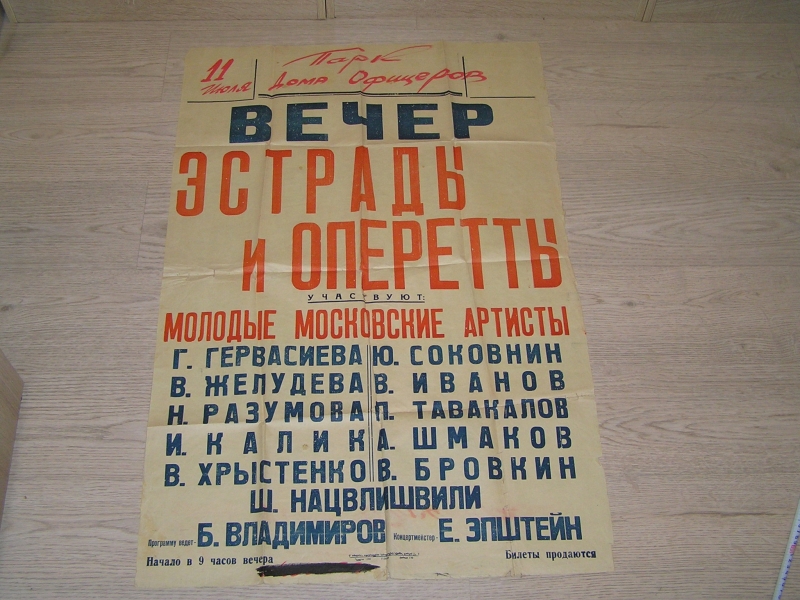 11 июля
Парк
Дома Офицеров
ВЕЧЕР
ЭСТРАДЫ
И ОПЕРЕТТЫ
УЧАСТВУЮТ:
МОЛОДЫЕ МОСКОВСКИЕ АРТИСТЫ
Г. ГЕРВАСИЕВА Ю. СОКОВНИН
В. ЖЕЛУДЕВА В. ИВАНОВ
Н. РАЗУМОВА П. ТАВАКАЛОВ
И. КАЛИК А. ШМАКОВ
В. ХРЫСТЕНКО В. БРОВКИН
Ш. НАЦВЛИШВИЛИ
Программу ведет- Б. ВЛАДИМИРОВ Концертмейстер- Е. ЭПШТЕЙН
Начало в 9 часов вечера Билеты продаются